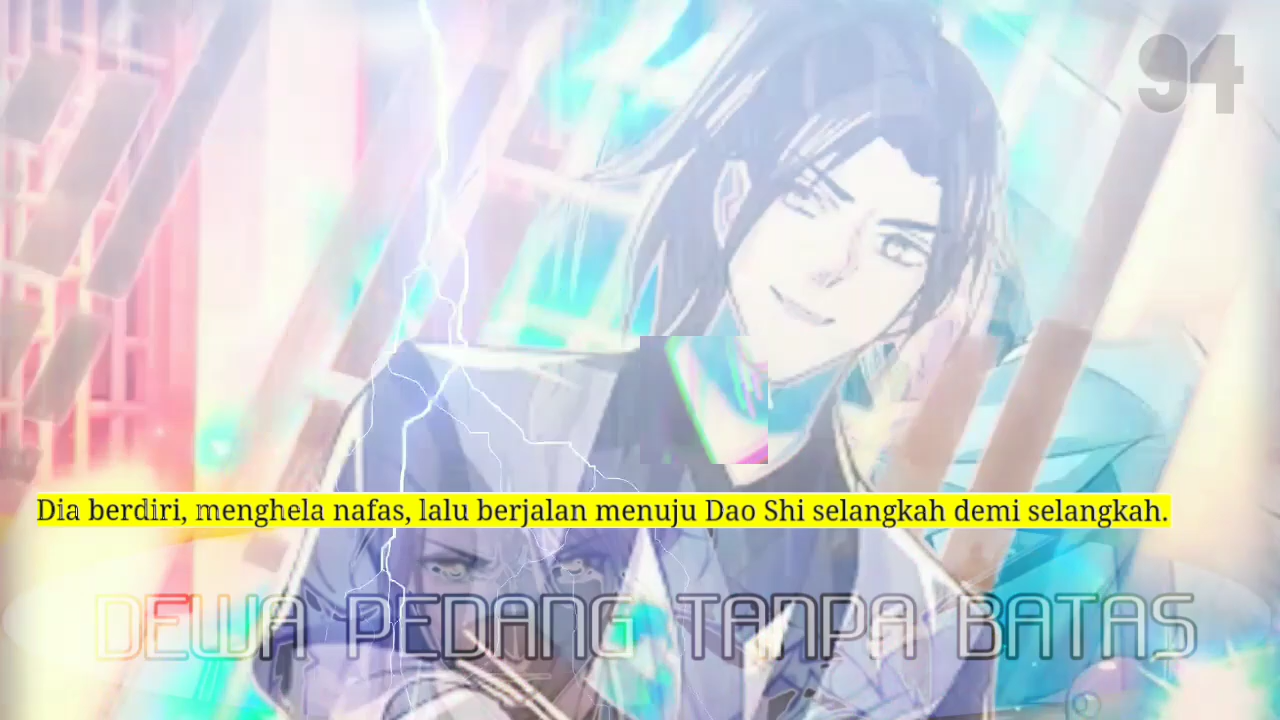 94
Dia berdiri, menghela nafas, lalu berjalan menuju Dao Shi selangkah demi selangkah.
DEWA PEDANG TANPA BATAS